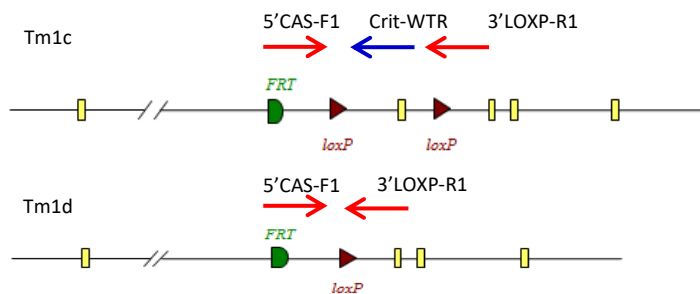 5'CAS-F1 Crit-WTR 3'LOXP-R1
Tm1c
FRT
loxP loxP
5'CAS-F1 3'LOXP-R1
Tm1d
FRT
loxP